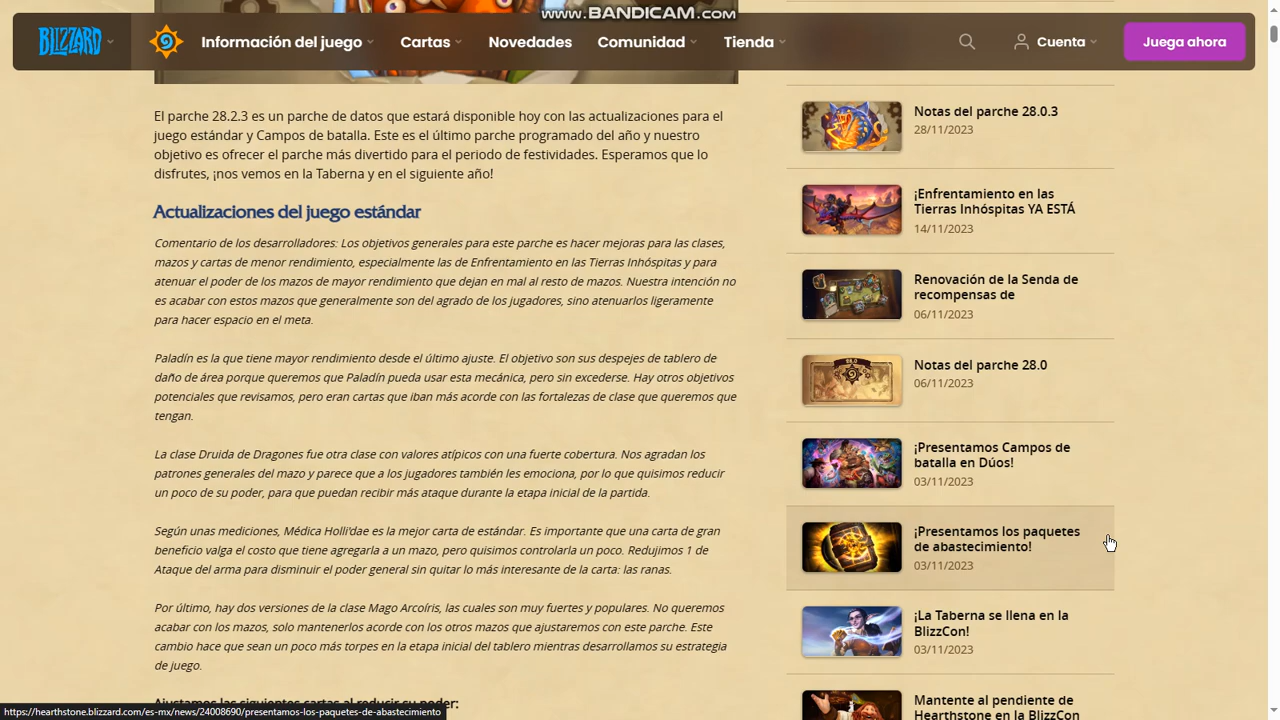 www.BANDICAM.com
BLIZZARD
Información del juego
Cartas
Novedades
Comunidad
Tienda
Cuenta
Juega ahora
El parche 28.2.3 es un parche de datos que estará disponible hoy con las actualizaciones para el
juego estándar y Campos de batalla. Este es el último parche programado del año y nuestro
objetivo es ofrecer el parche más divertido para el periodo de festividades. Esperamos que lo
disfrutes, ¡nos vemos en la Taberna y en el siguiente año!
Actualizaciones del juego estándar
Comentario de los desarrolladores: Los objetivos generales para este parche es hacer mejoras para las clases,
mazos y cartas de menor rendimiento, especialmente las de Enfrentamiento en las Tierras Inhóspitas y para
atenuar el poder de los mazos de mayor rendimiento que dejan en mal al resto de mazos. Nuestra intención no
es acabar con estos mazos que generalmente son del agrado de los jugadores, sino atenuarlos ligeramente
para hacer espacio en el meta.
Paladín es la que tiene mayor rendimiento desde el último ajuste. El objetivo son sus despejes de tablero de
daño de área porque queremos que Paladín pueda usar esta mecánica, pero sin excederse. Hay otros objetivos
potenciales que revisamos, pero eran cartas que iban más acorde con las fortalezas de clase que queremos que
tengan.
La clase Druida de Dragones fue otra clase con valores atípicos con una fuerte cobertura. Nos agradan los
patrones generales del mazo y parece que a los jugadores también les emociona, por lo que quisimos reducir
un poco de su poder, para que puedan recibir más ataque durante la etapa inicial de la partida.
Según unas mediciones, Médica Holli'dae es la mejor carta de estándar. Es importante que una carta de gran
beneficio valga el costo que tiene agregarla a un mazo, pero quisimos controlarla un poco. Redujimos 1 de
Ataque del arma para disminuir el poder general sin quitar lo más interesante de la carta: las ranas.
Por último, hay dos versiones de la clase Mago Arcoíris, las cuales son muy fuertes y populares. No queremos
acabar con los mazos, solo mantenerlos acorde con los otros mazos que ajustaremos con este parche. Este
cambio hace que sean un poco más torpes en la etapa inicial del tablero mientras desarrollamos su estrategia
de juego.
Ajustamos las siguientes cartas al reducir su poder:
Notas del parche 28.0.3
28/11/2023
¡Enfrentamiento en las
Tierras Inhóspitas YA ESTÁ
14/11/2023
Renovación de la Senda de
recompensas de
06/11/2023
Notas del parche 28.0
06/11/2023
¡Presentamos Campos de
batalla en Dúos!
03/11/2023
¡Presentamos los paquetes
de abastecimiento!
03/11/2023
¡La Taberna se llena en la
BlizzCon!
03/11/2023
Mantente al pendiente de
Hearthstone en la BlizzCon
https://hearthstone.blizzard.com/es-mx/news/24008690/presentamos-los-paquetes-de-abastecimiento